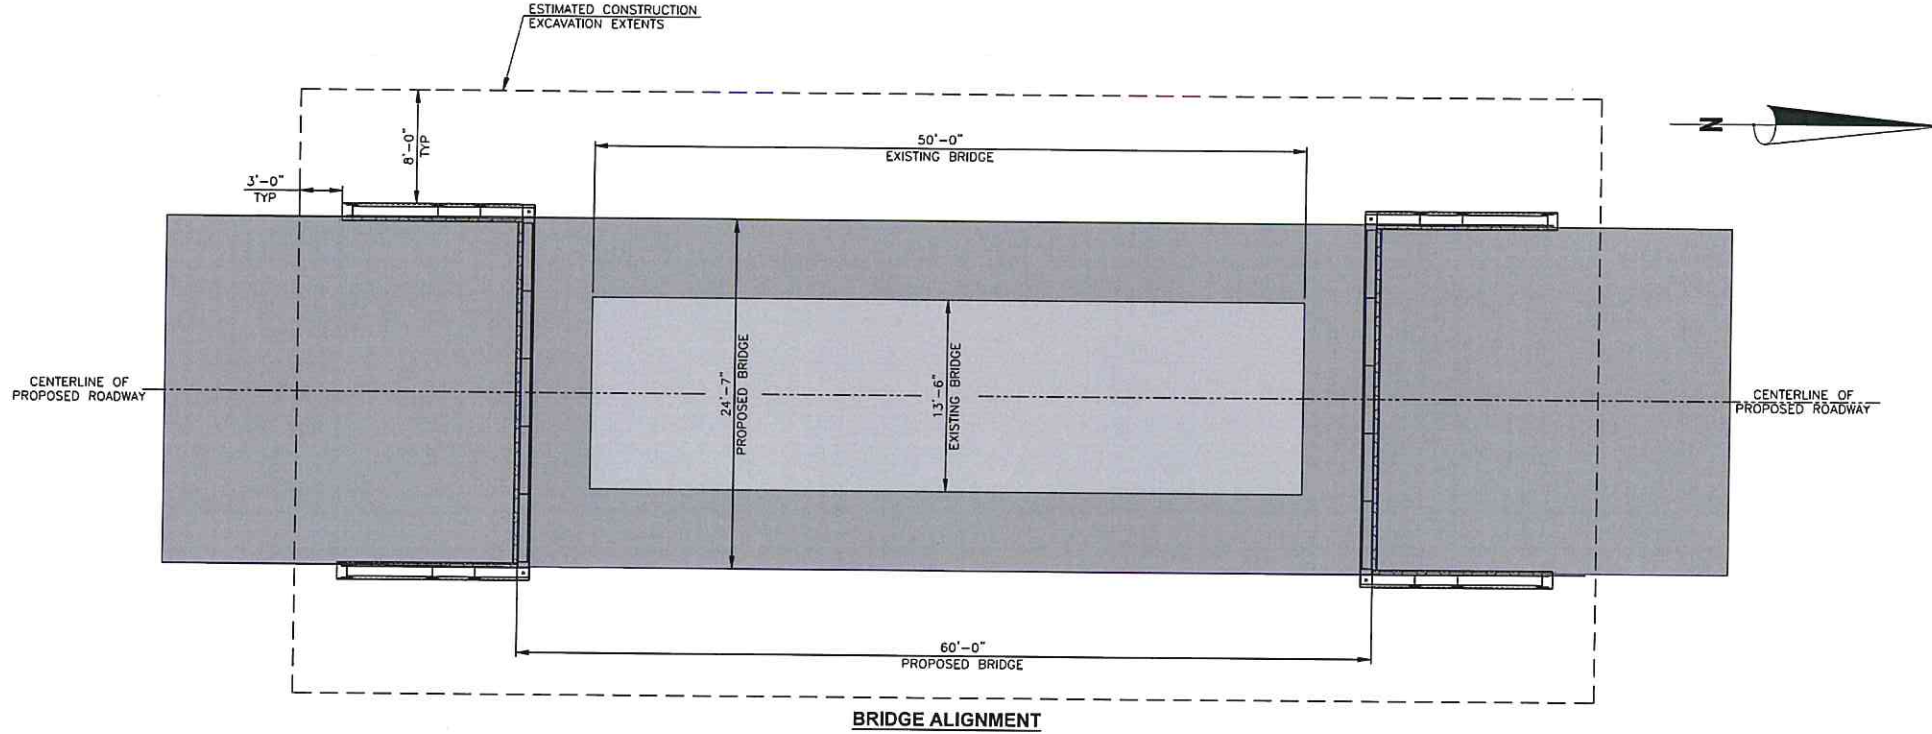 ESTIMATED CONSTRUCTION
EXCAVATION EXTENTS
8'-0"
TYP
3'-0"
TYP
50'-0"
EXISTING BRIDGE
N
CENTERLINE OF
PROPOSED ROADWAY
24'-7"
PROPOSED BRIDGE
13'-6"
EXISTING BRIDGE
CENTERLINE OF
PROPOSED ROADWAY
60'-0"
PROPOSED BRIDGE
BRIDGE ALIGNMENT